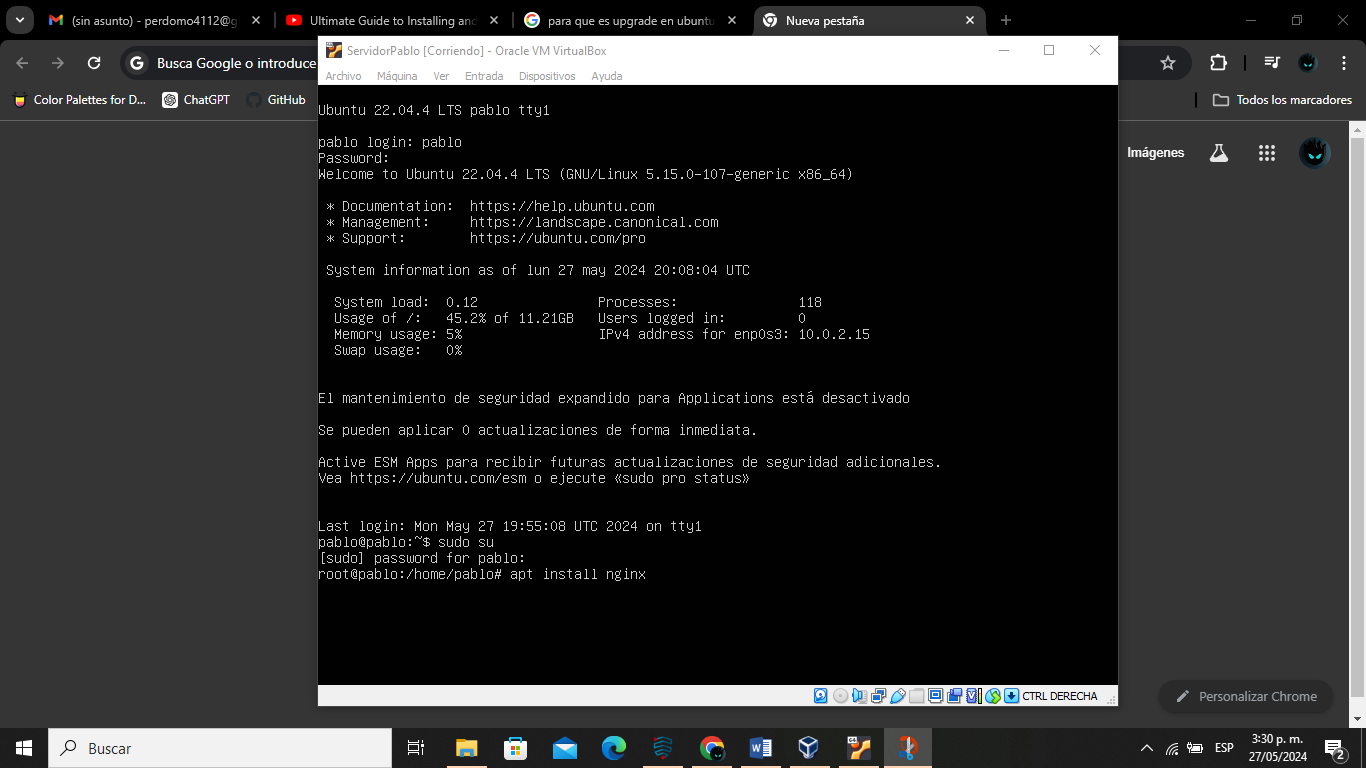 (sin asunto) - perdomo4112@g
Ultimate Guide to Installing and
para que es upgrade en ubuntu
Nueva pestaña
Busca Google o introduce
Color Palettes for D...
ChatGPT
GitHub
Todos los marcadores
Imágenes
ServidorPablo [Corriendo] - Oracle VM VirtualBox
Archivo Máquina Ver Entrada Dispositivos Ayuda
Ubuntu 22.04.4 LTS pablo tty1
pablo login: pablo
Password:
Welcome to Ubuntu 22.04.4 LTS (GNU/Linux 5.15.0-107-generic x86_64)
* Documentation: https://help.ubuntu.com
* Management: https://landscape.canonical.com
* Support: https://ubuntu.com/pro
System information as of lun 27 may 2024 20:08:04 UTC
System load: 0.12 Processes: 118
Usage of /: 45.2% of 11.21GB Users logged in: 0
Memory usage: 5% IPv4 address for enp0s3: 10.0.2.15
Swap usage: 0%
El mantenimiento de seguridad expandido para Applications está desactivado
Se pueden aplicar 0 actualizaciones de forma inmediata.
Active ESM Apps para recibir futuras actualizaciones de seguridad adicionales.
Vea https://ubuntu.com/esm o ejecute «sudo pro status»
Last login: Mon May 27 19:55:08 UTC 2024 on tty1
pablo@pablo:~$ sudo su
[sudo] password for pablo:
root@pablo:/home/pablo# apt install nginx
CTRL DERECHA
Personalizar Chrome
Buscar
ESP
3:30 p. m.
27/05/2024
2